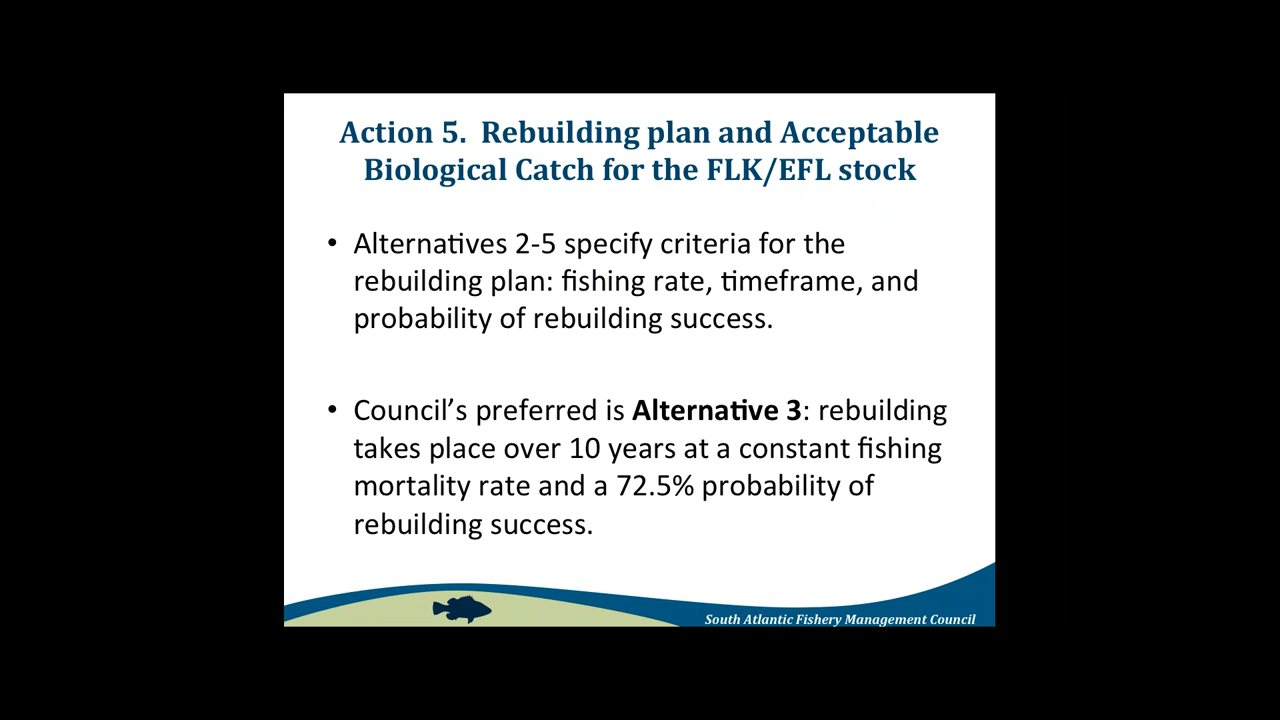 Action 5.  Rebuilding plan and Acceptable
Biological Catch for the FLK/EFL stock
• Alternatives 2-5 specify criteria for the
rebuilding plan: fishing rate, timeframe, and
probability of rebuilding success.
• Council’s preferred is Alternative 3: rebuilding
takes place over 10 years at a constant fishing
mortality rate and a 72.5% probability of
rebuilding success.
South Atlantic Fishery Management Council